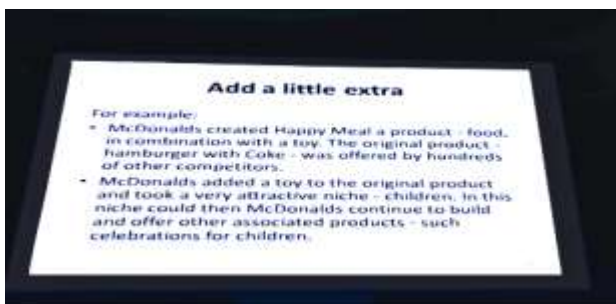 Add a little extra
For example:
• McDonalds created Happy Meal a product - food,
in combination with a toy. The original product -
hamburger with Coke - was offered by hundreds
of other competitors.
• McDonalds added a toy to the original product
and took a very attractive niche - children. In this
niche could then McDonalds continue to build
and offer other associated products - such
celebrations for children.